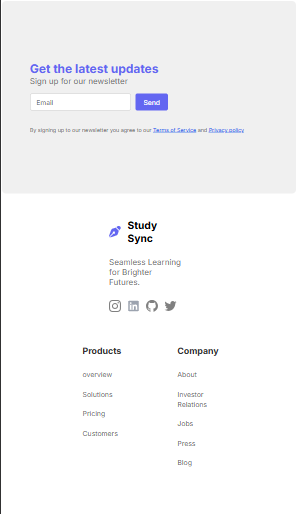 Get the latest updates
Sign up for our newsletter
Email
Send
By signing up to our newsletter you agree to our Terms of Service and Privacy policy
Study
Sync
Seamless Learning
for Brighter
Futures.
in
Products
overview
Solutions
Pricing
Customers
Company
About
Investor
Relations
Jobs
Press
Blog